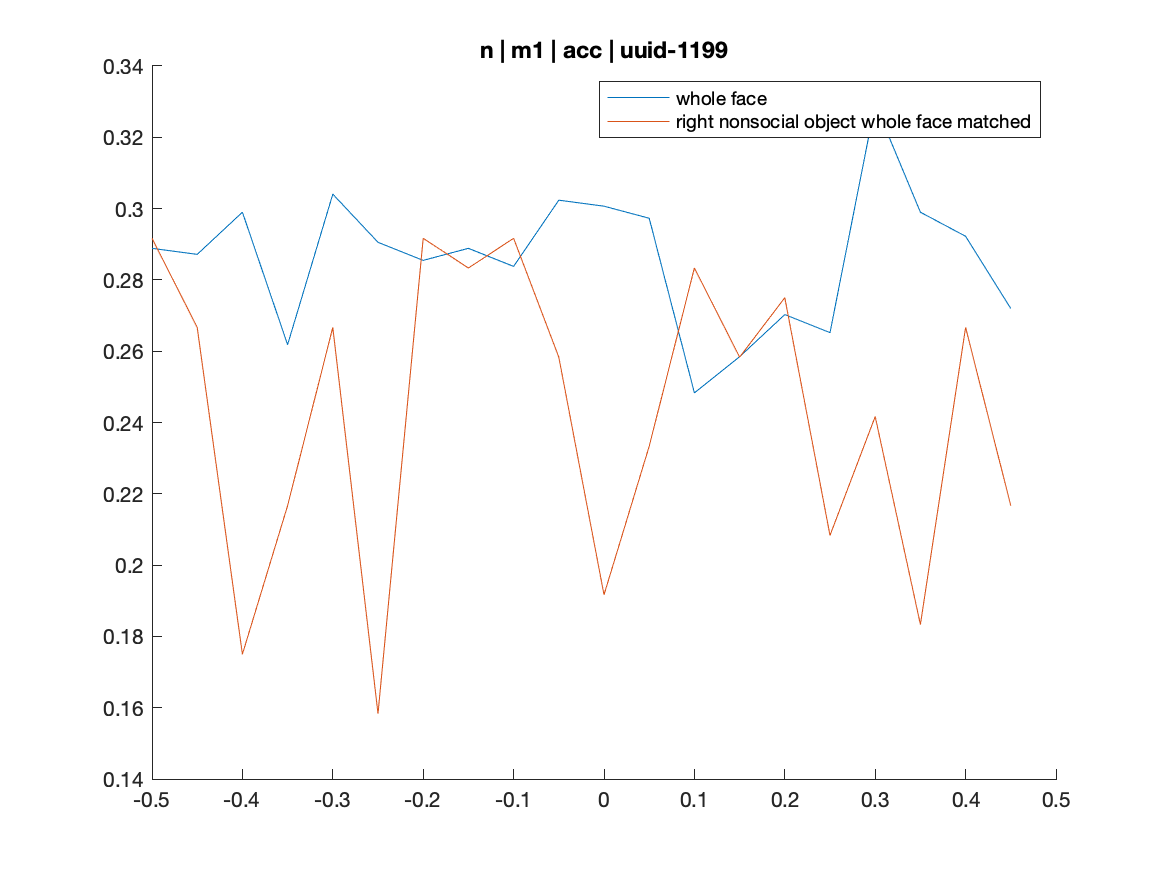 n | m1 | acc | uuid-1199
whole face
right nonsocial object whole face matched
0.34
0.32
0.3
0.28
0.26
0.24
0.22
0.2
0.18
0.16
0.14
-0.5 -0.4 -0.3 -0.2 -0.1 0 0.1 0.2 0.3 0.4 0.5